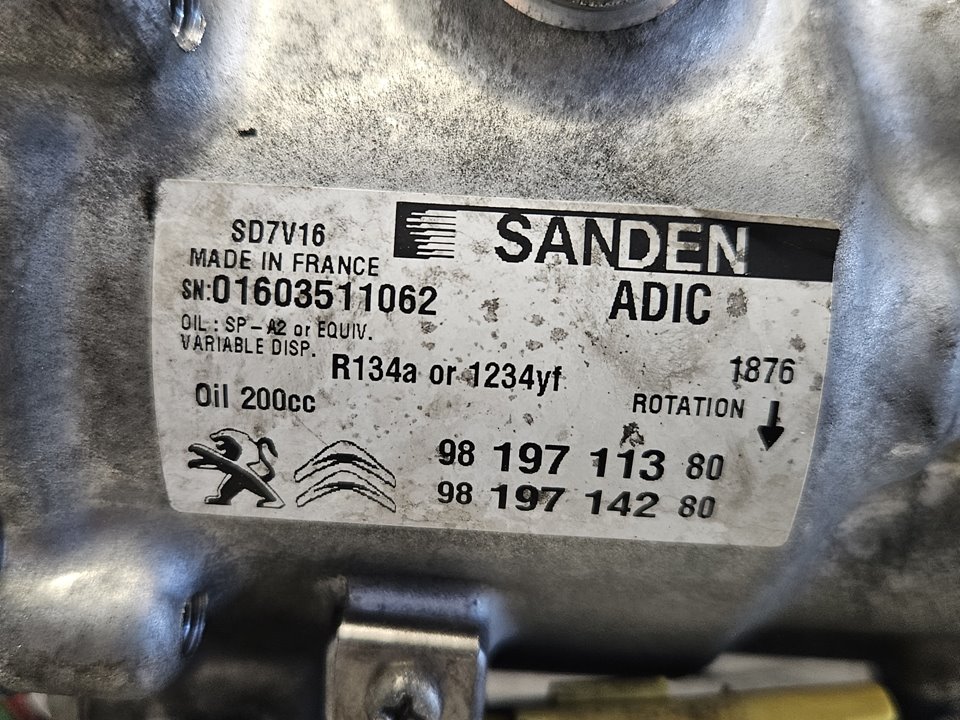 SD7V16
SANDEN
MADE IN FRANCE
SN:01603511062
ADIC
OIL : SP-A2 or EQUIV.
VARIABLE DISP.
R134a or 1234yf
1876
Oil 200cc
ROTATION
98 197 113 80
98 197 142 80